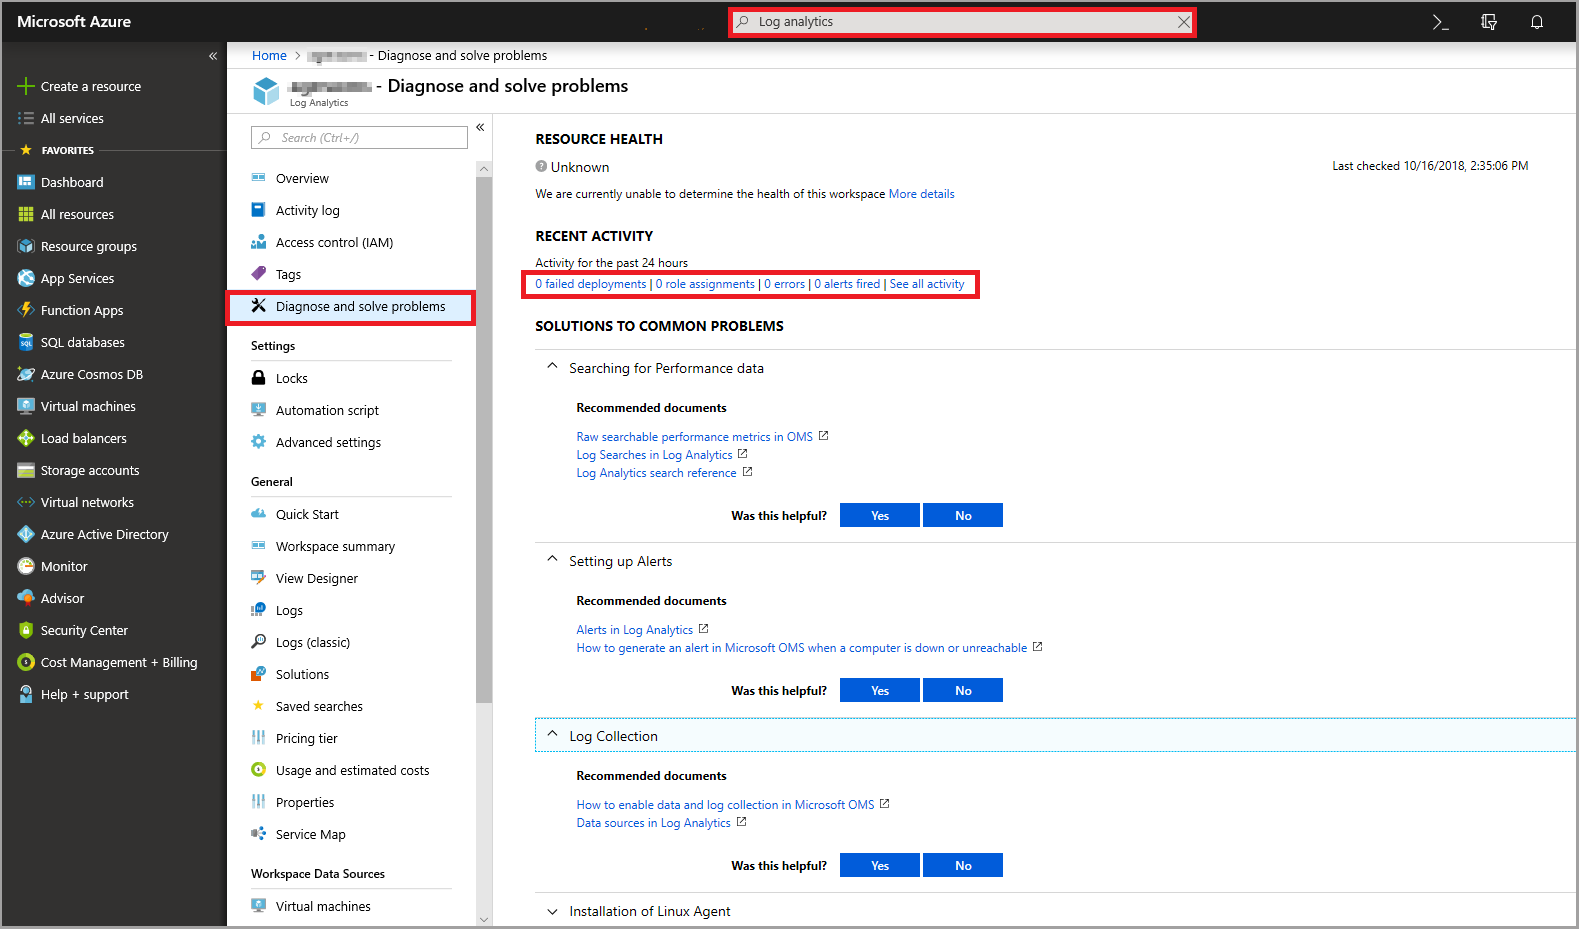 Microsoft Azure
Log analytics
Create a resource
All services
FAVORITES
Dashboard
All resources
Resource groups
App Services
Function Apps
SQL databases
Azure Cosmos DB
Virtual machines
Load balancers
Storage accounts
Virtual networks
Azure Active Directory
Monitor
Advisor
Security Center
Cost Management + Billing
Help + support
Home > - Diagnose and solve problems
- Diagnose and solve problems
Log Analytics
Search (Ctrl+/)
Overview
Activity log
Access control (IAM)
Tags
Diagnose and solve problems
Settings
Locks
Automation script
Advanced settings
General
Quick Start
Workspace summary
View Designer
Logs
Logs (classic)
Solutions
Saved searches
Pricing tier
Usage and estimated costs
Properties
Service Map
Workspace Data Sources
Virtual machines
RESOURCE HEALTH
Unknown
Last checked 10/16/2018, 2:35:06 PM
We are currently unable to determine the health of this workspace More details
RECENT ACTIVITY
Activity for the past 24 hours
0 failed deployments | 0 role assignments | 0 errors | 0 alerts fired | See all activity
SOLUTIONS TO COMMON PROBLEMS
Searching for Performance data
Recommended documents
Raw searchable performance metrics in OMS
Log Searches in Log Analytics
Log Analytics search reference
Was this helpful? Yes No
Setting up Alerts
Recommended documents
Alerts in Log Analytics
How to generate an alert in Microsoft OMS when a computer is down or unreachable
Was this helpful? Yes No
Log Collection
Recommended documents
How to enable data and log collection in Microsoft OMS
Data sources in Log Analytics
Was this helpful? Yes No
Installation of Linux Agent